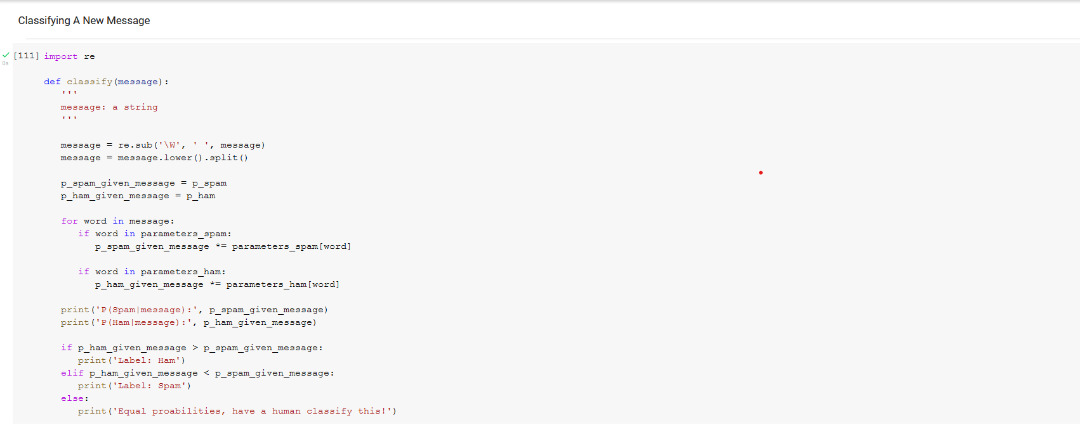 Classifying A New Message
[111] import re
def classify(message):
'''
message: a string
'''
message = re.sub('\W', ' ', message)
message = message.lower().split()
p_spam_given_message = p_spam
p_ham_given_message = p_ham
for word in message:
if word in parameters_spam:
p_spam_given_message *= parameters_spam[word]
if word in parameters_ham:
p_ham_given_message *= parameters_ham[word]
print('P(Spam|message):', p_spam_given_message)
print('P(Ham|message):', p_ham_given_message)
if p_ham_given_message > p_spam_given_message:
print('Label: Ham')
elif p_ham_given_message < p_spam_given_message:
print('Label: Spam')
else:
print('Equal proabilities, have a human classify this!')